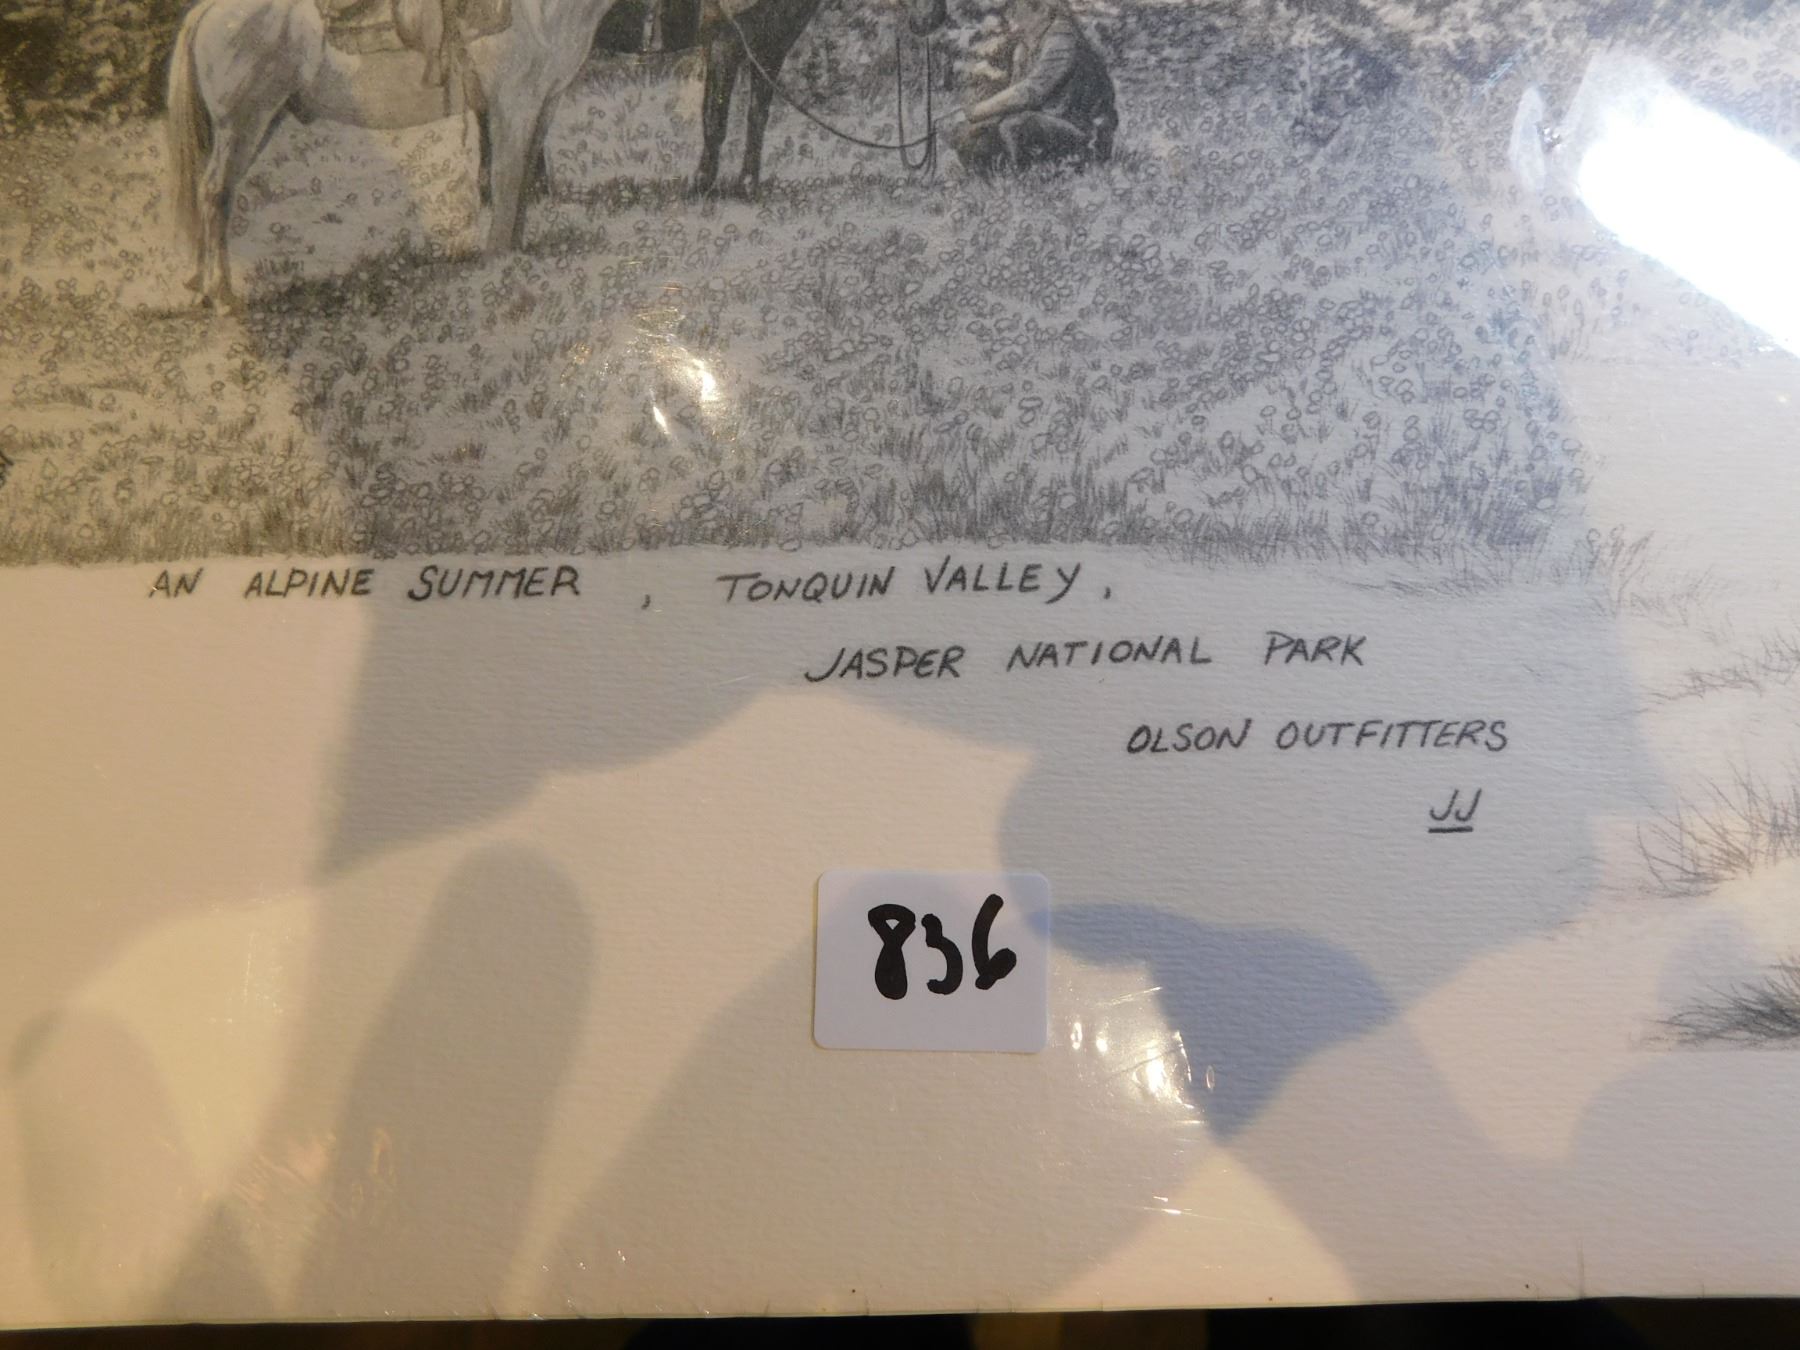 AN ALPINE SUMMER, TONQUIN VALLEY,
JASPER NATIONAL PARK
OLSON OUTFITTERS
JJ
836